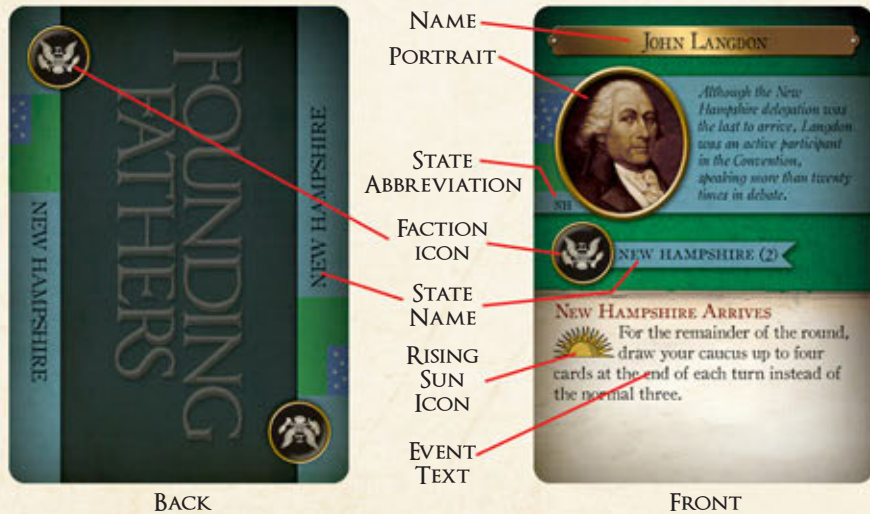 FOUNDING
FATHERS
NEW HAMPSHIRE
NEW HAMPSHIRE
BACK
NAME
PORTRAIT
STATE
ABBREVIATION
FACTION
ICON
STATE
NAME
RISING
SUN
ICON
EVENT
TEXT
JOHN LANGDON
Although the New
Hampshire delegation was
the last to arrive, Langdon
was an active participant
in the Convention,
speaking more than twenty
times in debate.
NH
NEW HAMPSHIRE (2)
NEW HAMPSHIRE ARRIVES
For the remainder of the round,
draw your caucus up to four
cards at the end of each turn instead of
the normal three.
FRONT